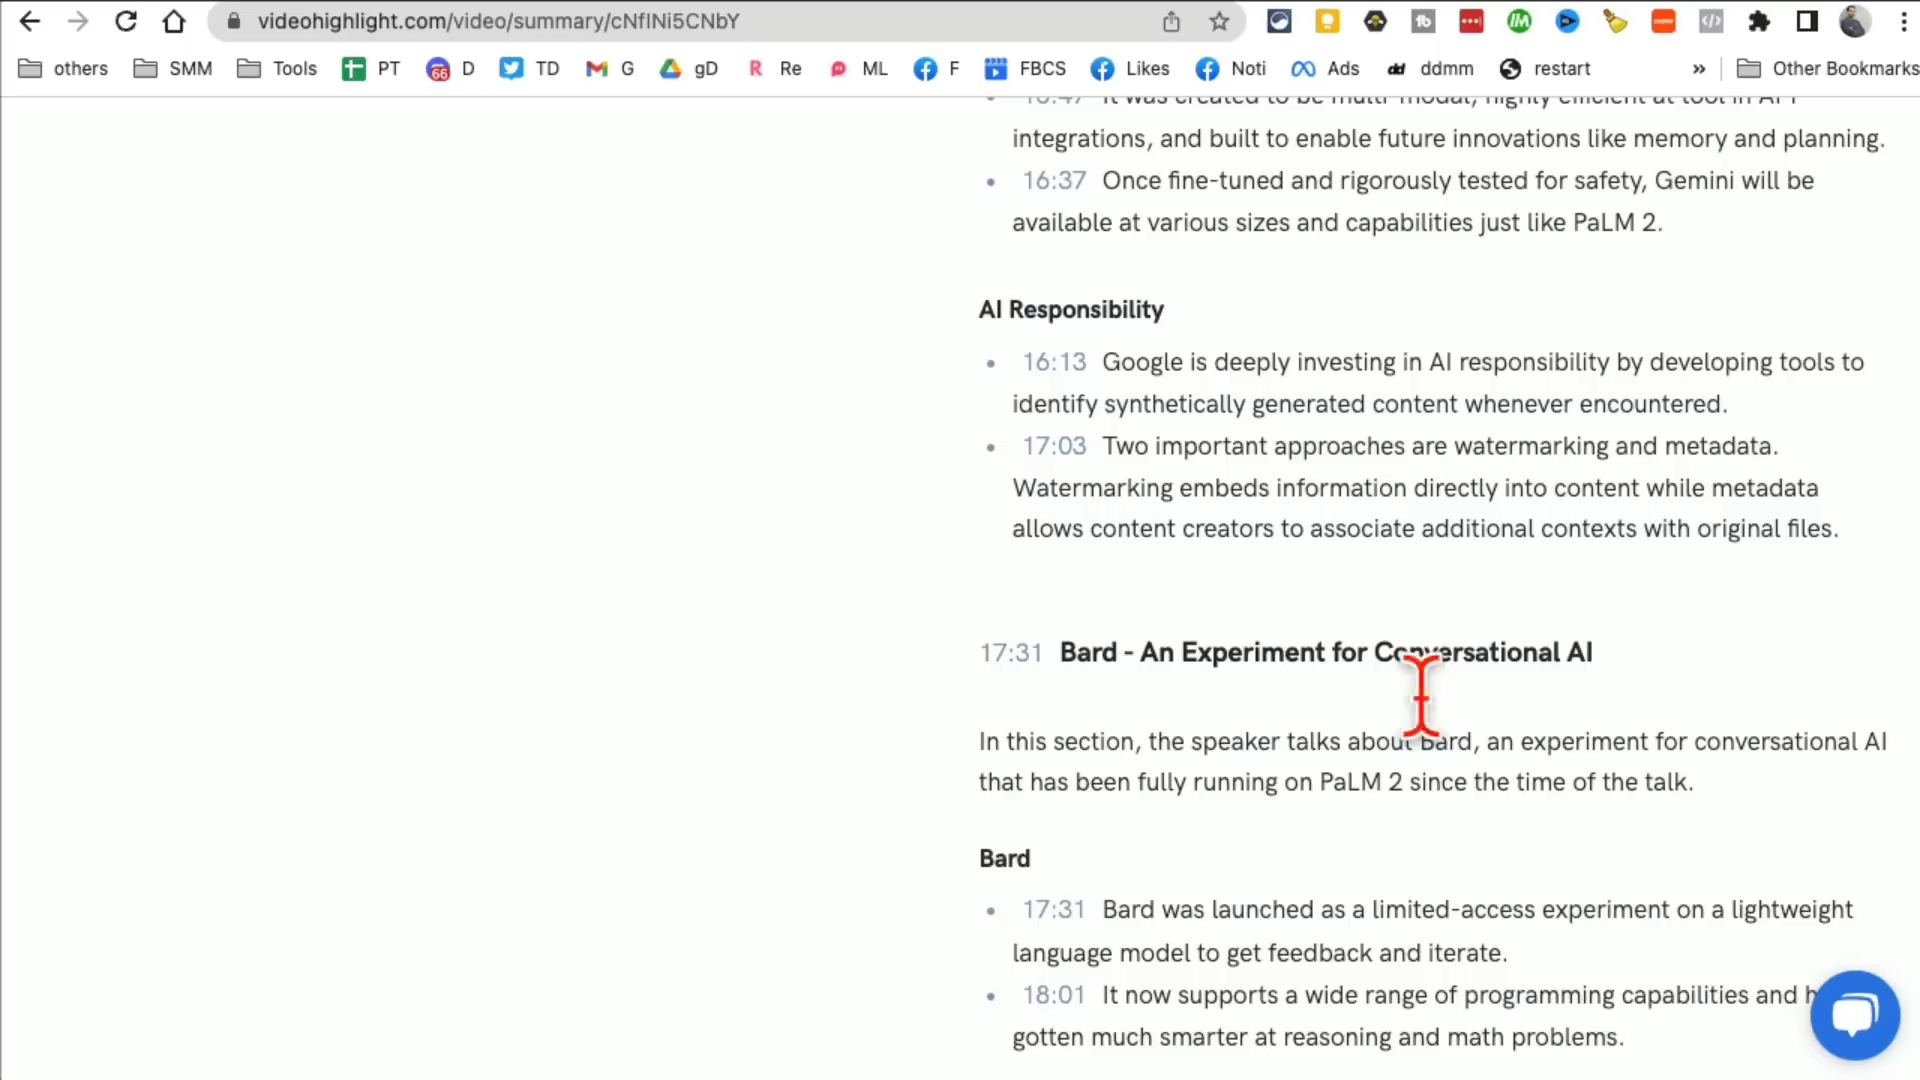 videohighlight.com/video/summary/cNfINi5CNbY
others SMM Tools PT 66 D TD G gD R Re ML F FBCS Likes Noti Ads dd ddmm restart » Other Bookmarks
integrations, and built to enable future innovations like memory and planning.
16:37 Once fine-tuned and rigorously tested for safety, Gemini will be
available at various sizes and capabilities just like PaLM 2.
AI Responsibility
16:13 Google is deeply investing in AI responsibility by developing tools to
identify synthetically generated content whenever encountered.
17:03 Two important approaches are watermarking and metadata.
Watermarking embeds information directly into content while metadata
allows content creators to associate additional contexts with original files.
17:31 Bard - An Experiment for Conversational AI
In this section, the speaker talks about Bard, an experiment for conversational AI
that has been fully running on PaLM 2 since the time of the talk.
Bard
17:31 Bard was launched as a limited-access experiment on a lightweight
language model to get feedback and iterate.
18:01 It now supports a wide range of programming capabilities and
gotten much smarter at reasoning and math problems.